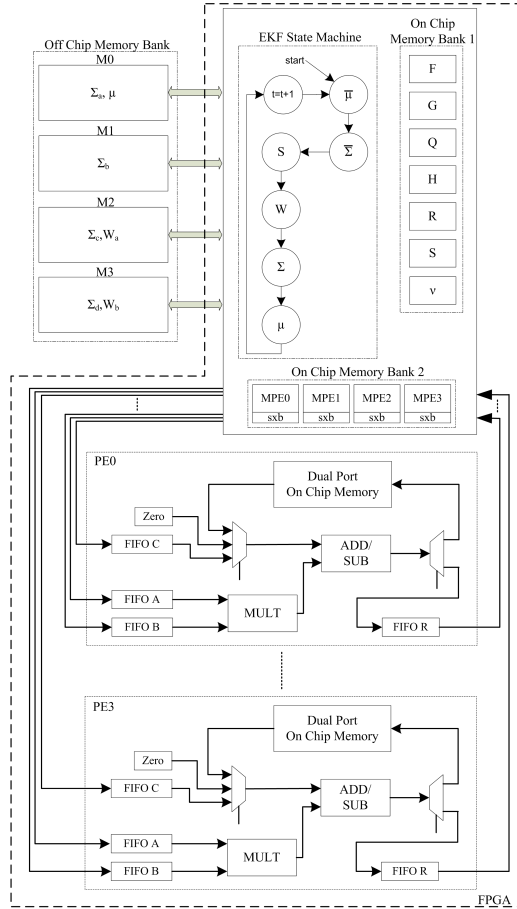 Off Chip Memory Bank
M0
Σa, μ
M1
Σb
M2
Σc,Wa
M3
Σd,Wb
EKF State Machine
start
t=t+1
μ̅
Σ̅
S
W
Σ
μ
On Chip
Memory Bank 1
F
G
Q
H
R
S
ν
On Chip Memory Bank 2
MPE0
sxb
MPE1
sxb
MPE2
sxb
MPE3
sxb
PE0
Dual Port
On Chip Memory
Zero
FIFO C
ADD/
SUB
FIFO A
FIFO B
MULT
FIFO R
PE3
Dual Port
On Chip Memory
Zero
FIFO C
ADD/
SUB
FIFO A
FIFO B
MULT
FIFO R
FPGA